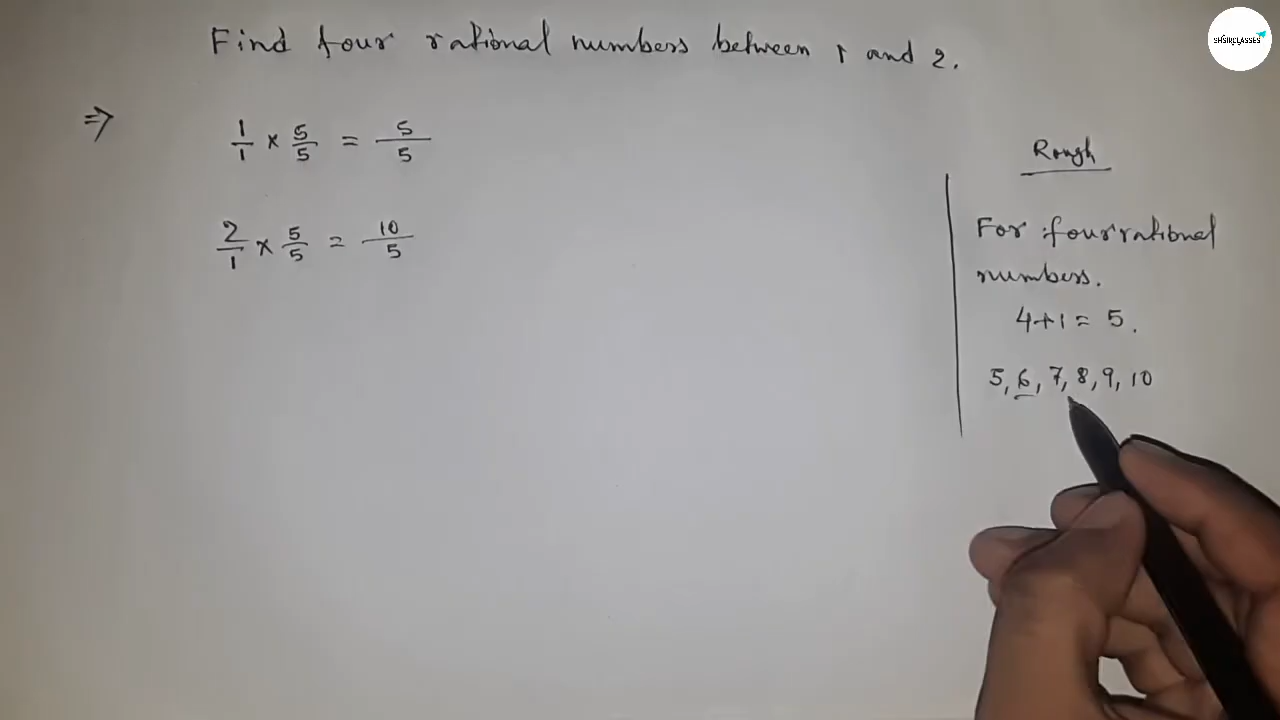 Find four rational numbers between 1 and 2.
SHSIRCLASSES
⇒ 1/1 × 5/5 = 5/5
2/1 × 5/5 = 10/5
Rough
For four rational
numbers.
4+1 = 5.
5, 6, 7, 8, 9, 10